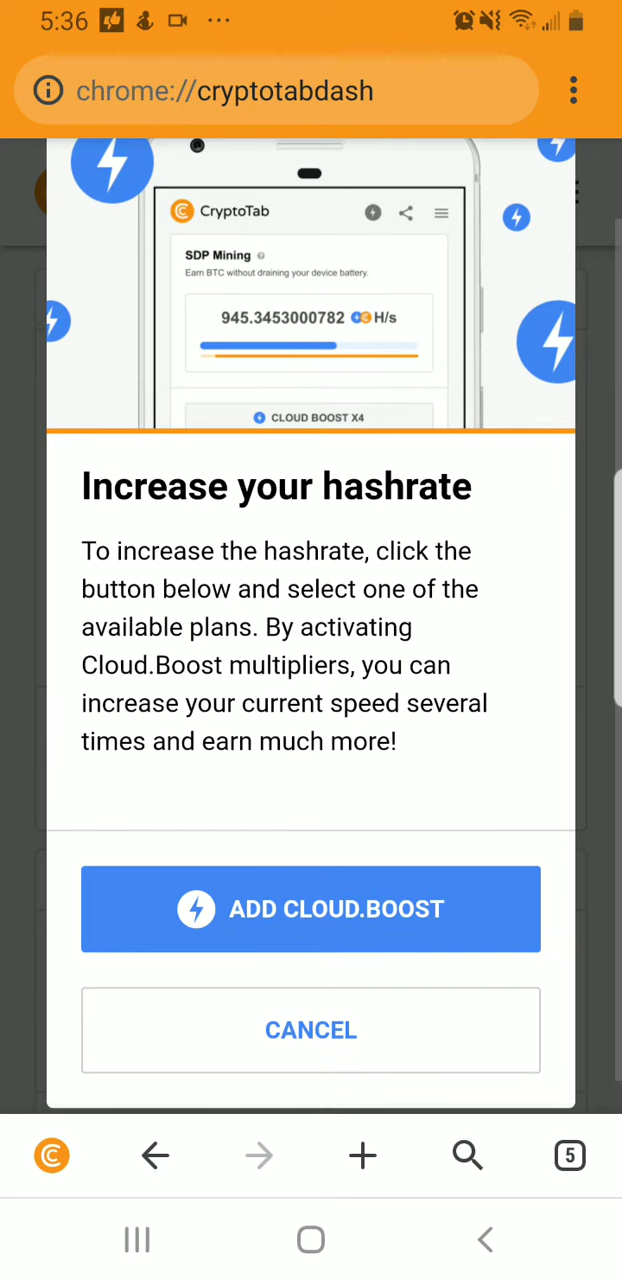 5:36
chrome://cryptotabdash
CryptoTab
SDP Mining
Earn BTC without draining your device battery.
945.3453000782 H/s
CLOUD BOOST X4
Increase your hashrate
To increase the hashrate, click the
button below and select one of the
available plans. By activating
Cloud.Boost multipliers, you can
increase your current speed several
times and earn much more!
ADD CLOUD.BOOST
CANCEL
5